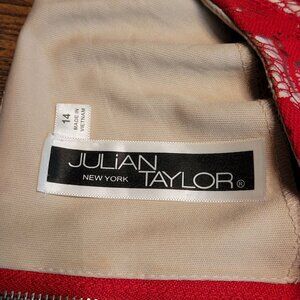 14
MADE IN
VIETNAM
JULiAN
NEW YORK
TAYLOR®